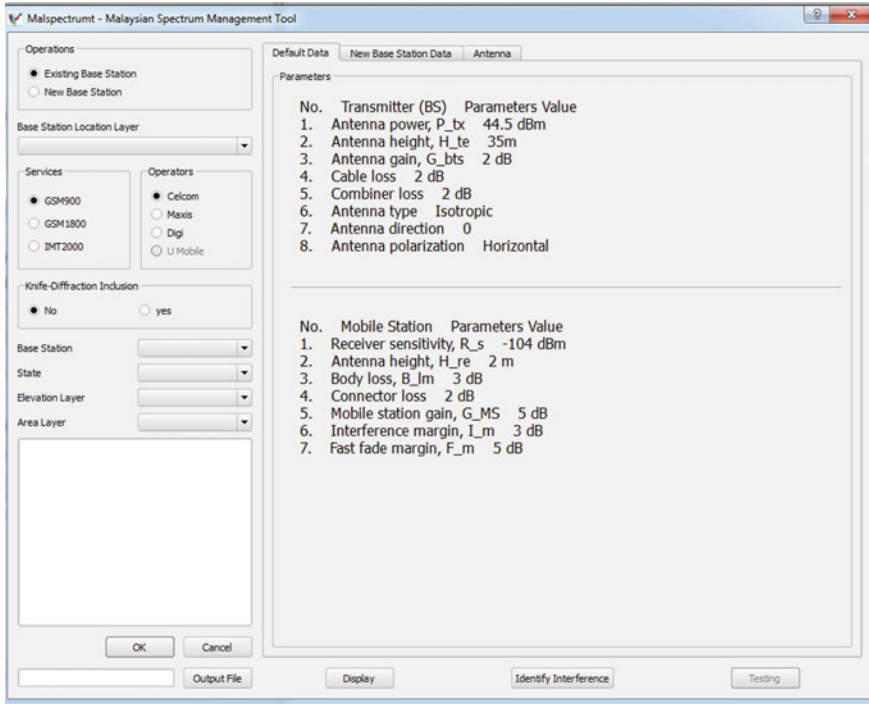 Malspectrumt - Malaysian Spectrum Management Tool
Operations
Existing Base Station
New Base Station
Base Station Location Layer
Services
GSM900
GSM1800
IMT2000
Operators
Celcom
Maxis
Digi
U Mobile
Knife-Diffraction Inclusion
No yes
Base Station
State
Elevation Layer
Area Layer
OK Cancel
Output File
Default Data New Base Station Data Antenna
Parameters
No. Transmitter (BS) Parameters Value
1. Antenna power, P_tx 44.5 dBm
2. Antenna height, H_te 35m
3. Antenna gain, G_bts 2 dB
4. Cable loss 2 dB
5. Combiner loss 2 dB
6. Antenna type Isotropic
7. Antenna direction 0
8. Antenna polarization Horizontal
No. Mobile Station Parameters Value
1. Receiver sensitivity, R_s -104 dBm
2. Antenna height, H_re 2 m
3. Body loss, B_lm 3 dB
4. Connector loss 2 dB
5. Mobile station gain, G_MS 5 dB
6. Interference margin, I_m 3 dB
7. Fast fade margin, F_m 5 dB
Display Identify Interference Testing